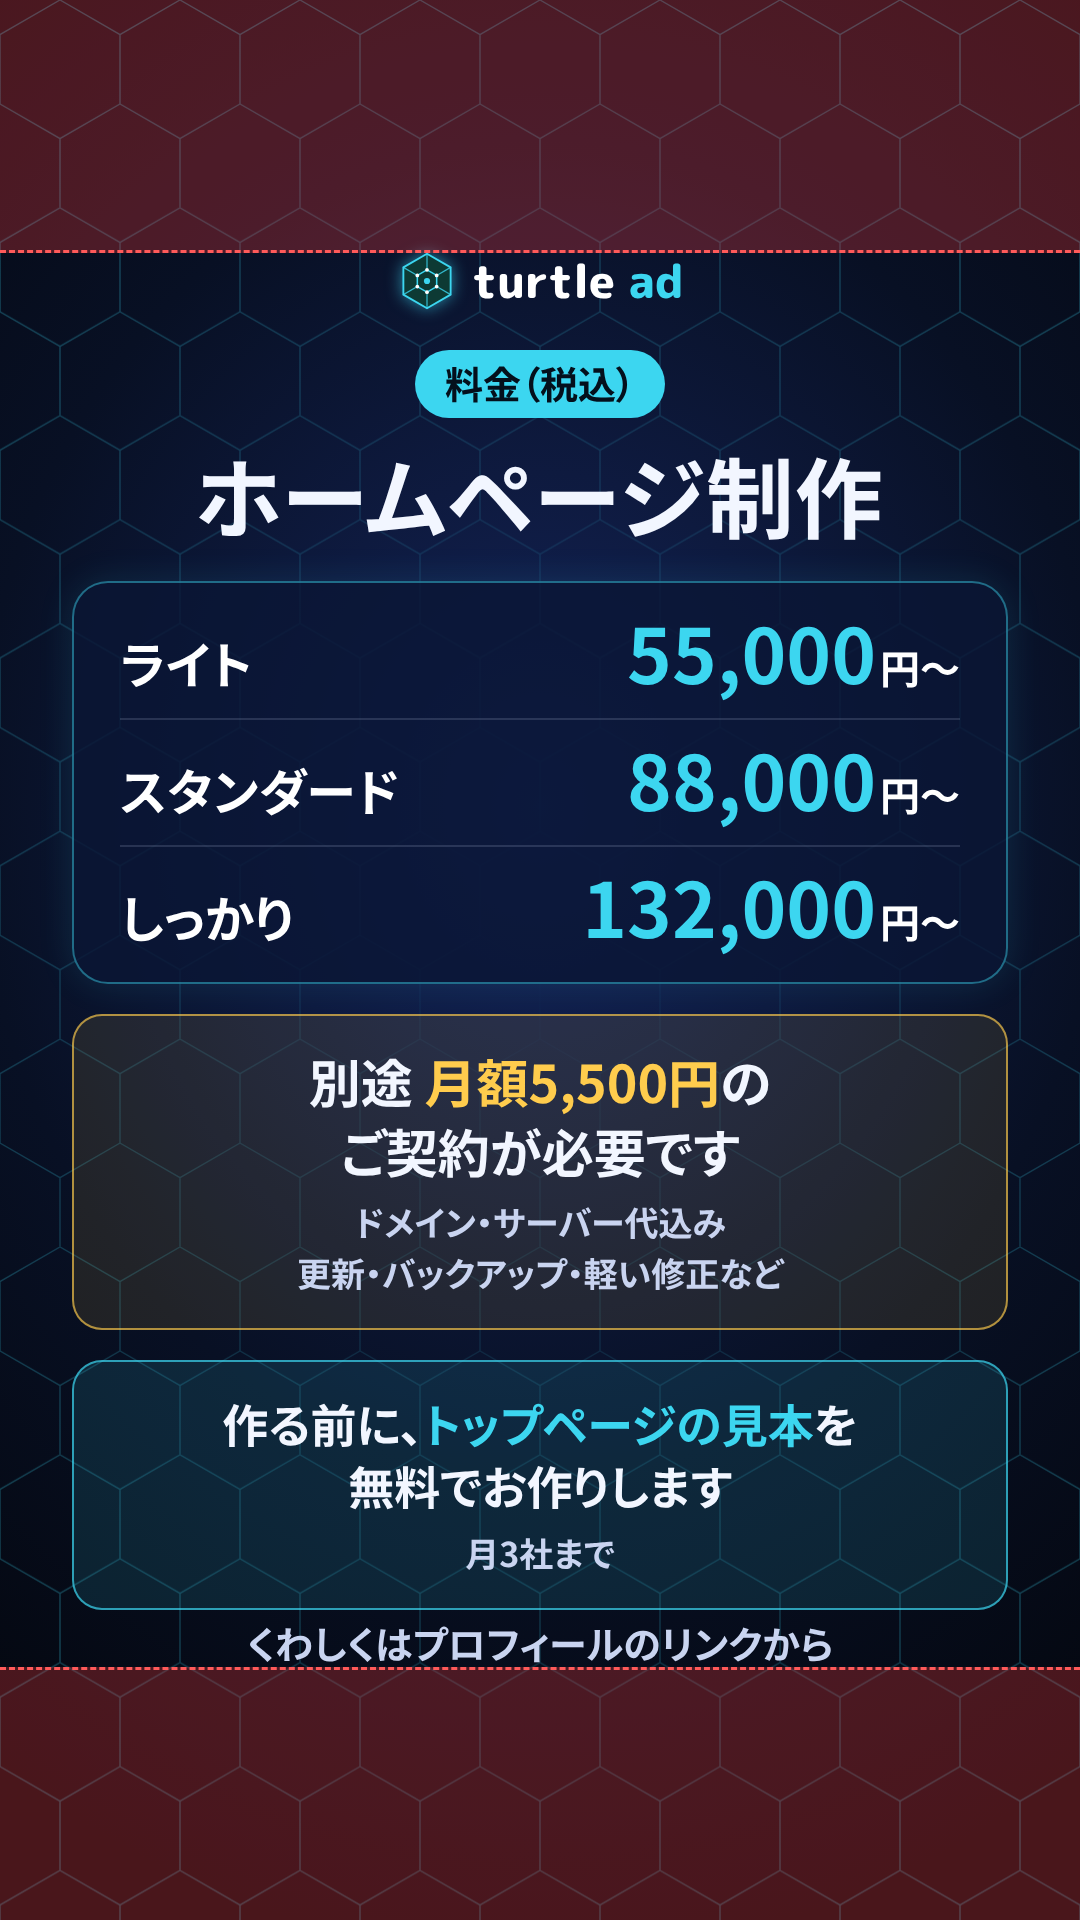 turtle ad
料金（税込）
ホームページ制作
ライト 55,000円〜
スタンダード 88,000円〜
しっかり 132,000円〜
別途 月額5,500円の
ご契約が必要です
ドメイン・サーバー代込み
更新・バックアップ・軽い修正など
作る前に、トップページの見本を
無料でお作りします
月3社まで
くわしくはプロフィールのリンクから